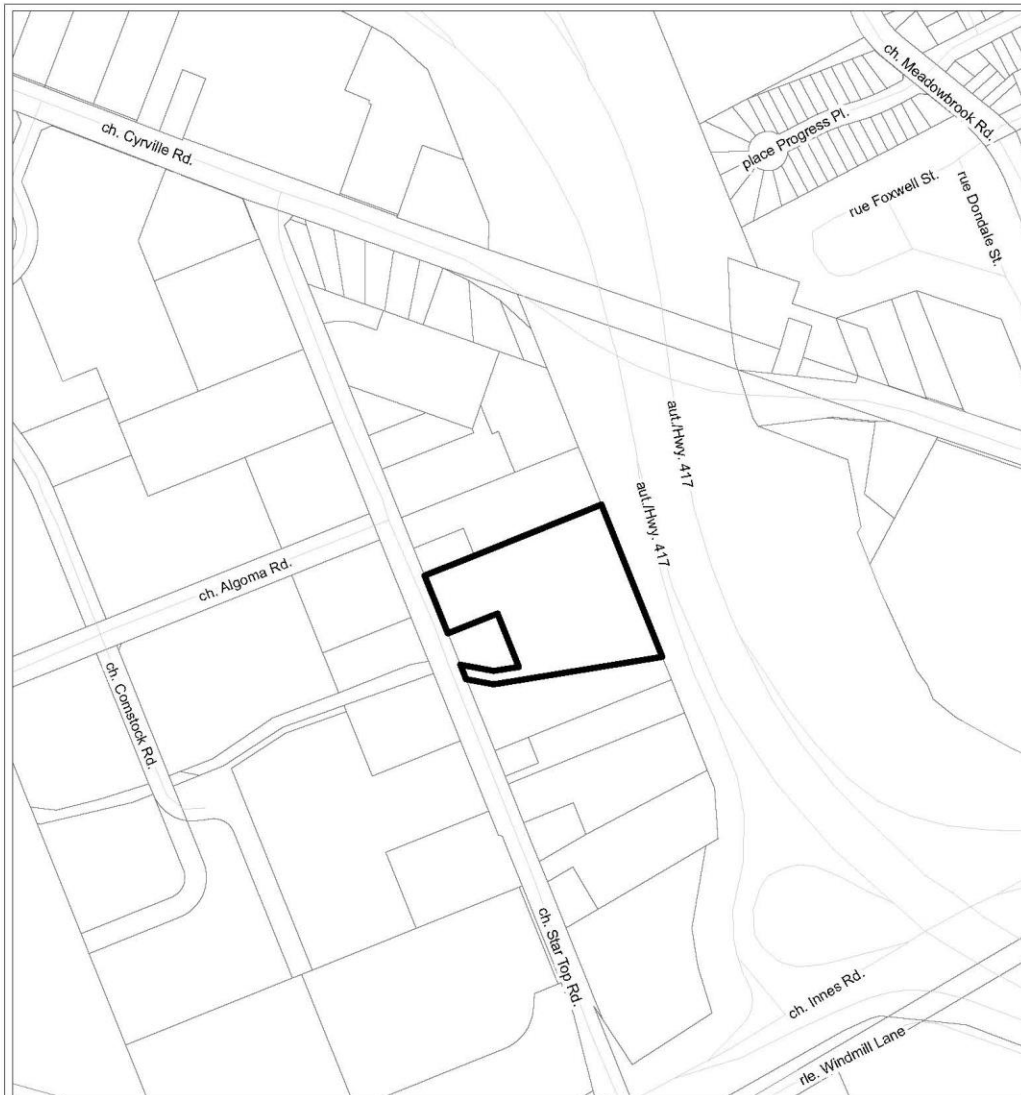 ch. Meadowbrook Rd.
ch. Cyrville Rd.
place Progress Pl.
rue Foxwell St.
rue Dondale St.
aut./Hwy. 417
aut./Hwy. 417
ch. Algoma Rd.
ch. Comstock Rd.
ch. Star Top Rd.
ch. Innes Rd.
rle. Windmill Lane